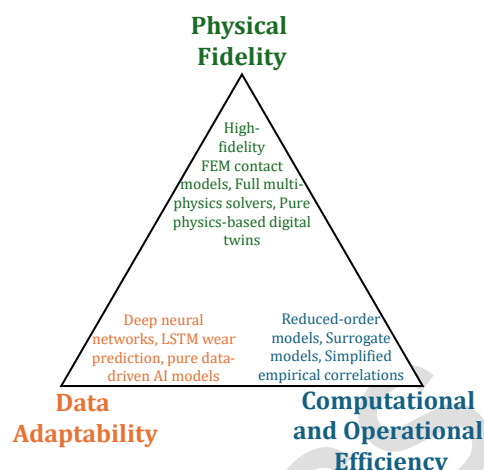 Physical
Fidelity
High-
fidelity
FEM contact
models, Full multi-
physics solvers, Pure
physics-based digital
twins
Deep neural
networks, LSTM wear
prediction, pure data-
driven AI models
Reduced-order
models, Surrogate
models, Simplified
empirical correlations
Data
Adaptability
Computational
and Operational
Efficiency